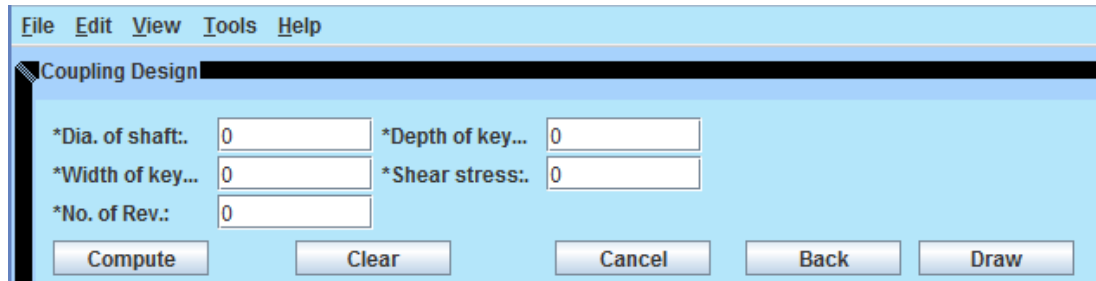 File Edit View Tools Help
Coupling Design
*Dia. of shaft:. 0 *Depth of key... 0
*Width of key... 0 *Shear stress:. 0
*No. of Rev.: 0
Compute Clear Cancel Back Draw